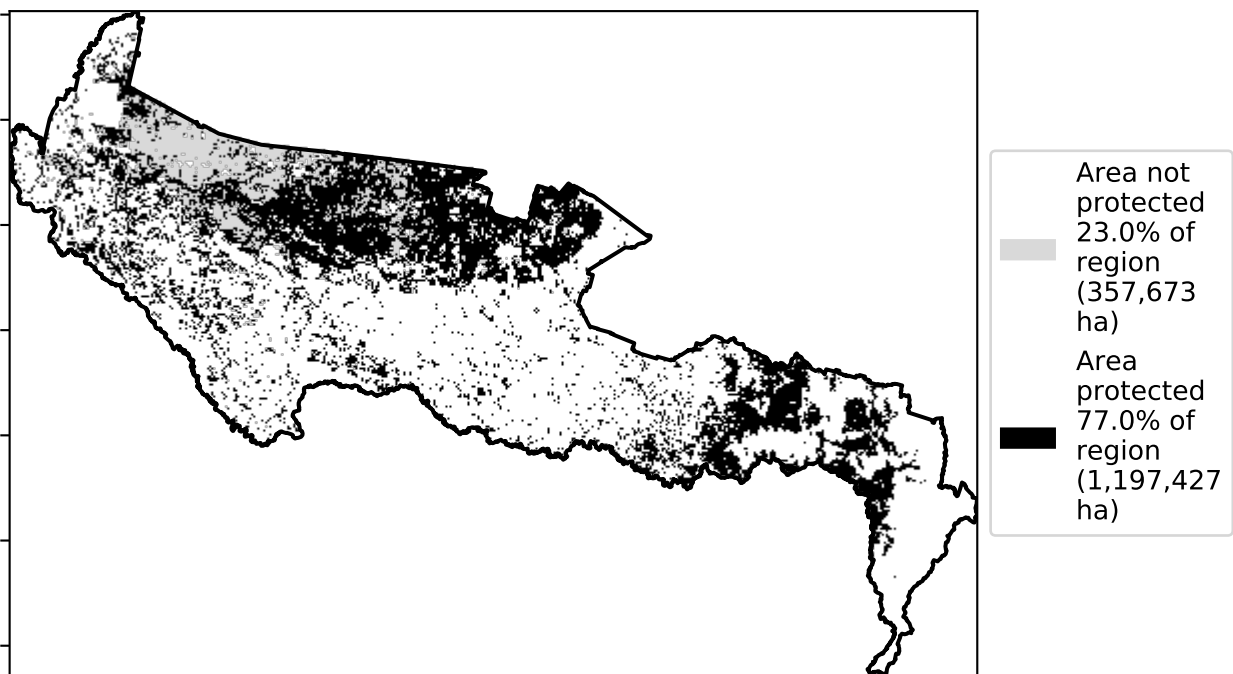 Area not
protected
23.0% of
region
(357,673
ha)
Area
protected
77.0% of
region
(1,197,427
ha)